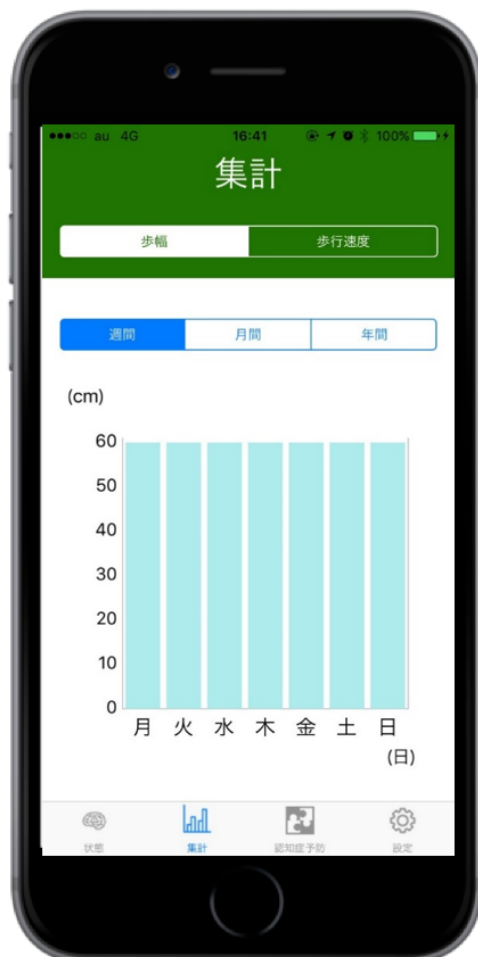 au 4G 16:41 100%
集計
歩幅 歩行速度
週間 月間 年間
(cm)
60
50
40
30
20
10
0
月 火 水 木 金 土 日
(日)
状態 集計 認知症予防 設定